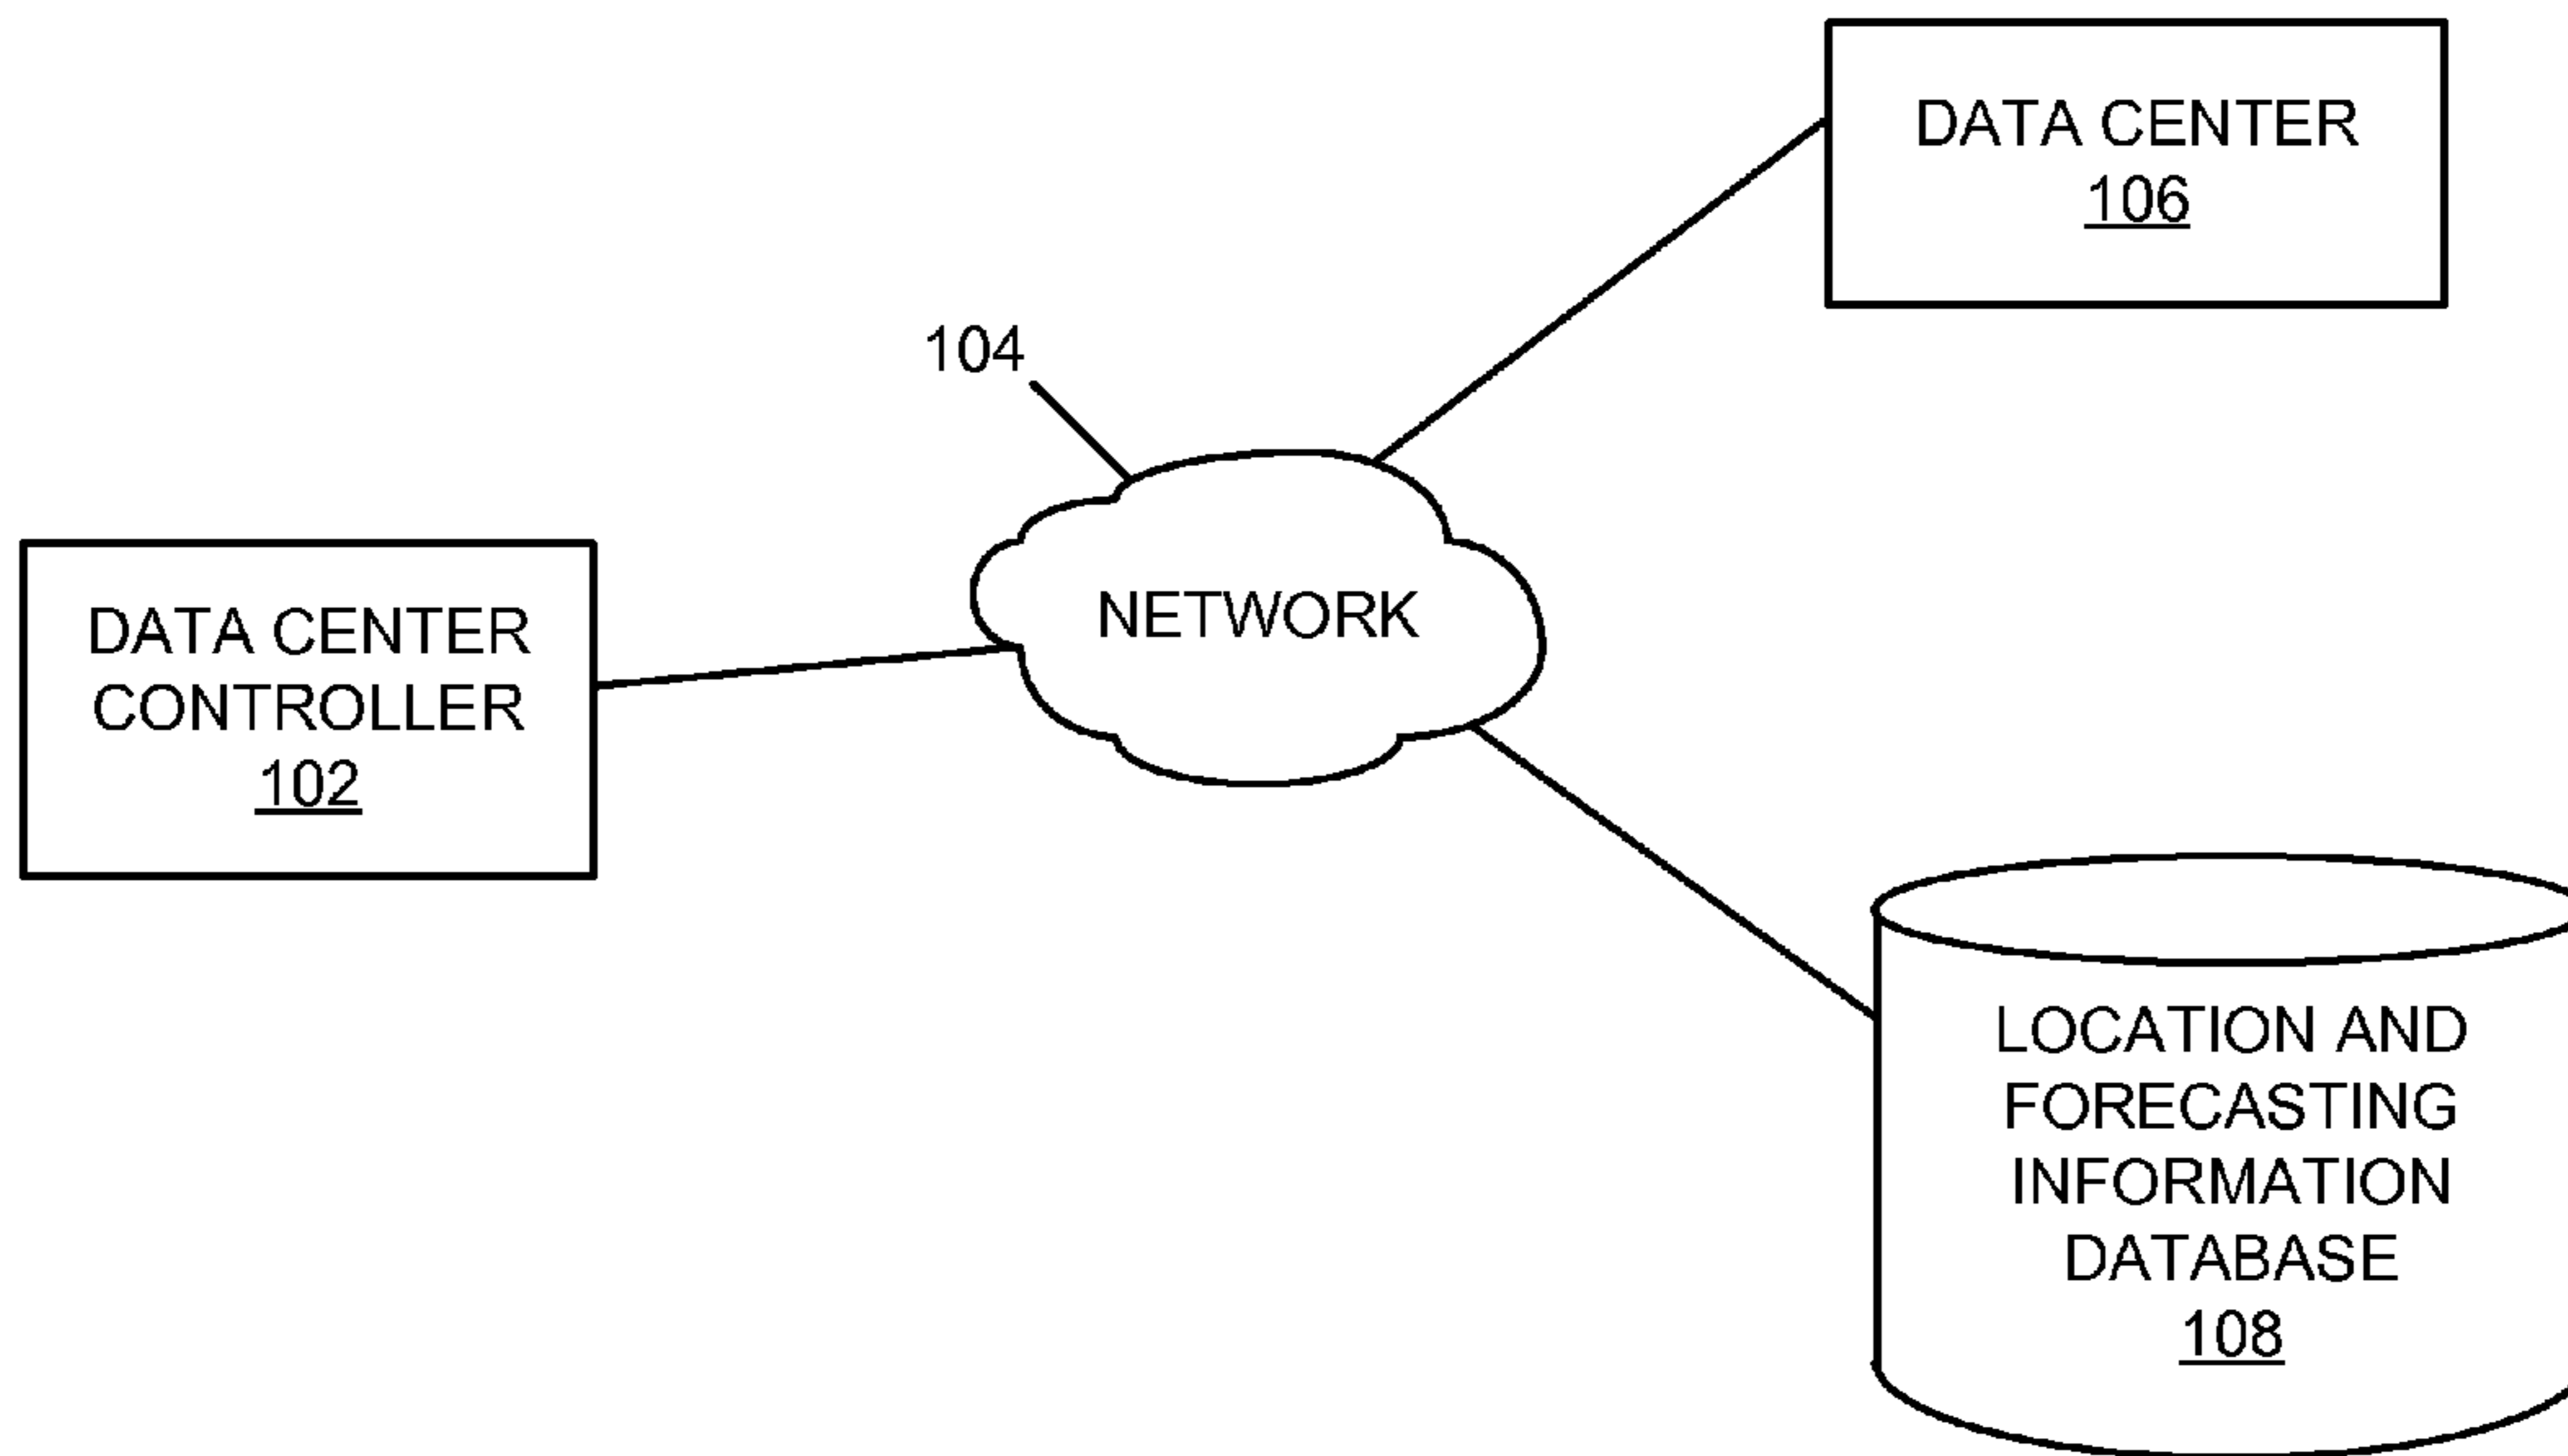 DATA CENTER
106
104
NETWORK
DATA CENTER
CONTROLLER
102
LOCATION AND
FORECASTING
INFORMATION
DATABASE
108